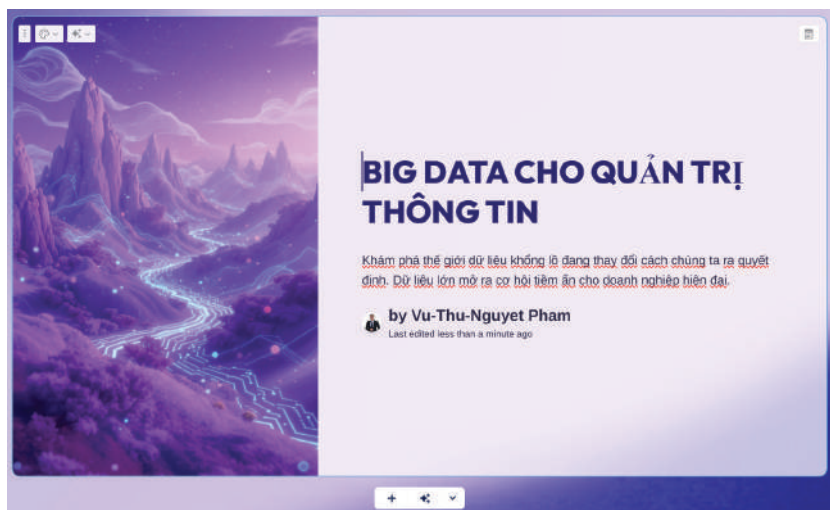 BIG DATA CHO QUẢN TRỊ
THÔNG TIN
Khám phá thế giới dữ liệu khổng lồ đang thay đổi cách chúng ta ra quyết
định. Dữ liệu lớn mở ra cơ hội tiềm ẩn cho doanh nghiệp hiện đại.
by Vu-Thu-Nguyet Pham
Last edited less than a minute ago